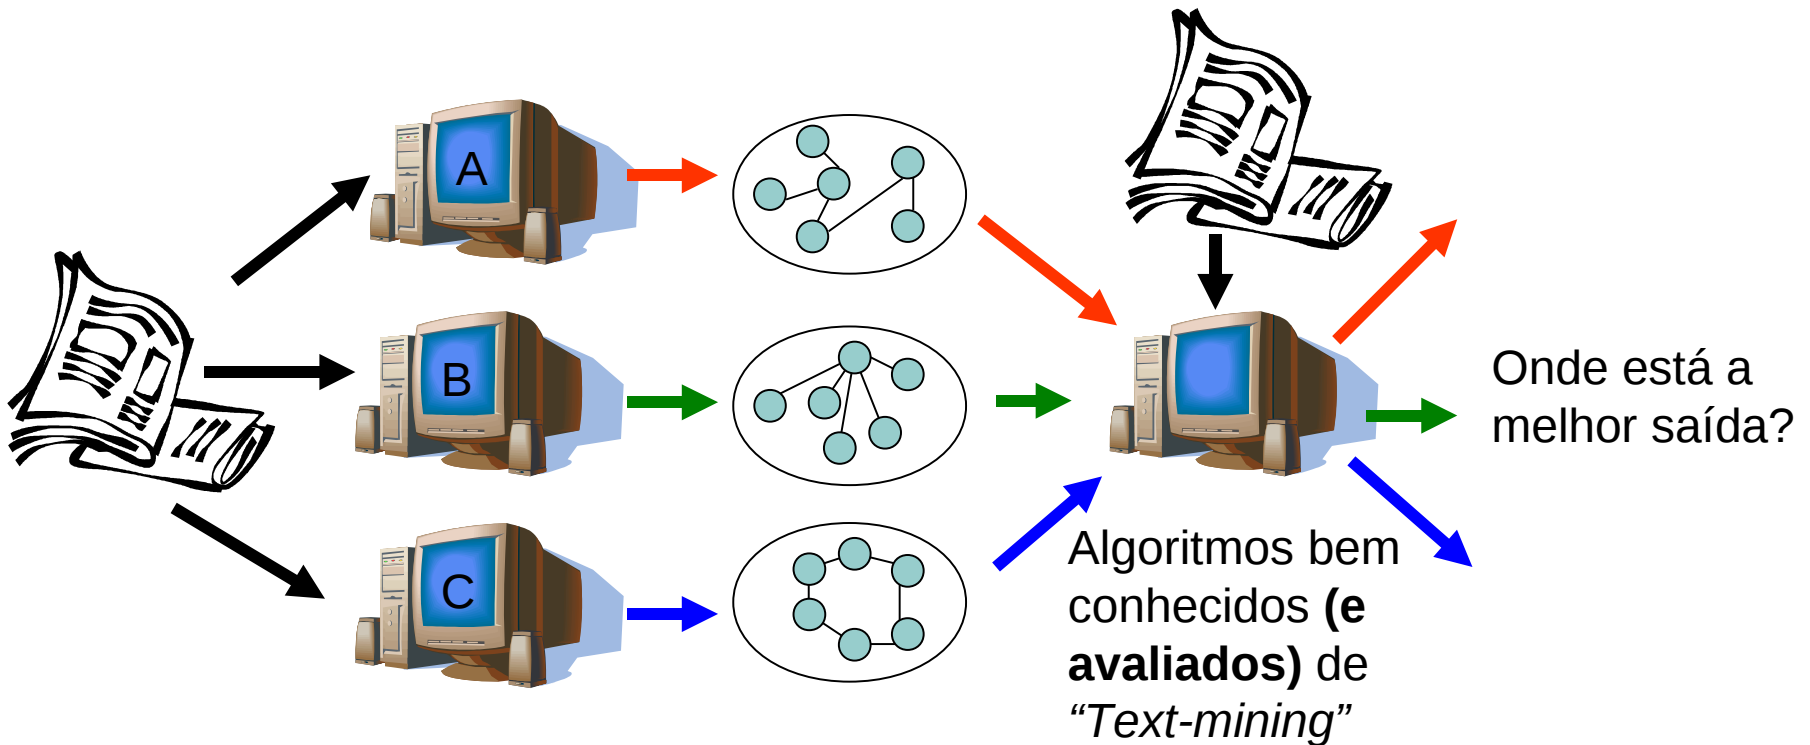 A
B
C
Onde está a
melhor saída?
Algoritmos bem
conhecidos (e
avaliados) de
“Text-mining”